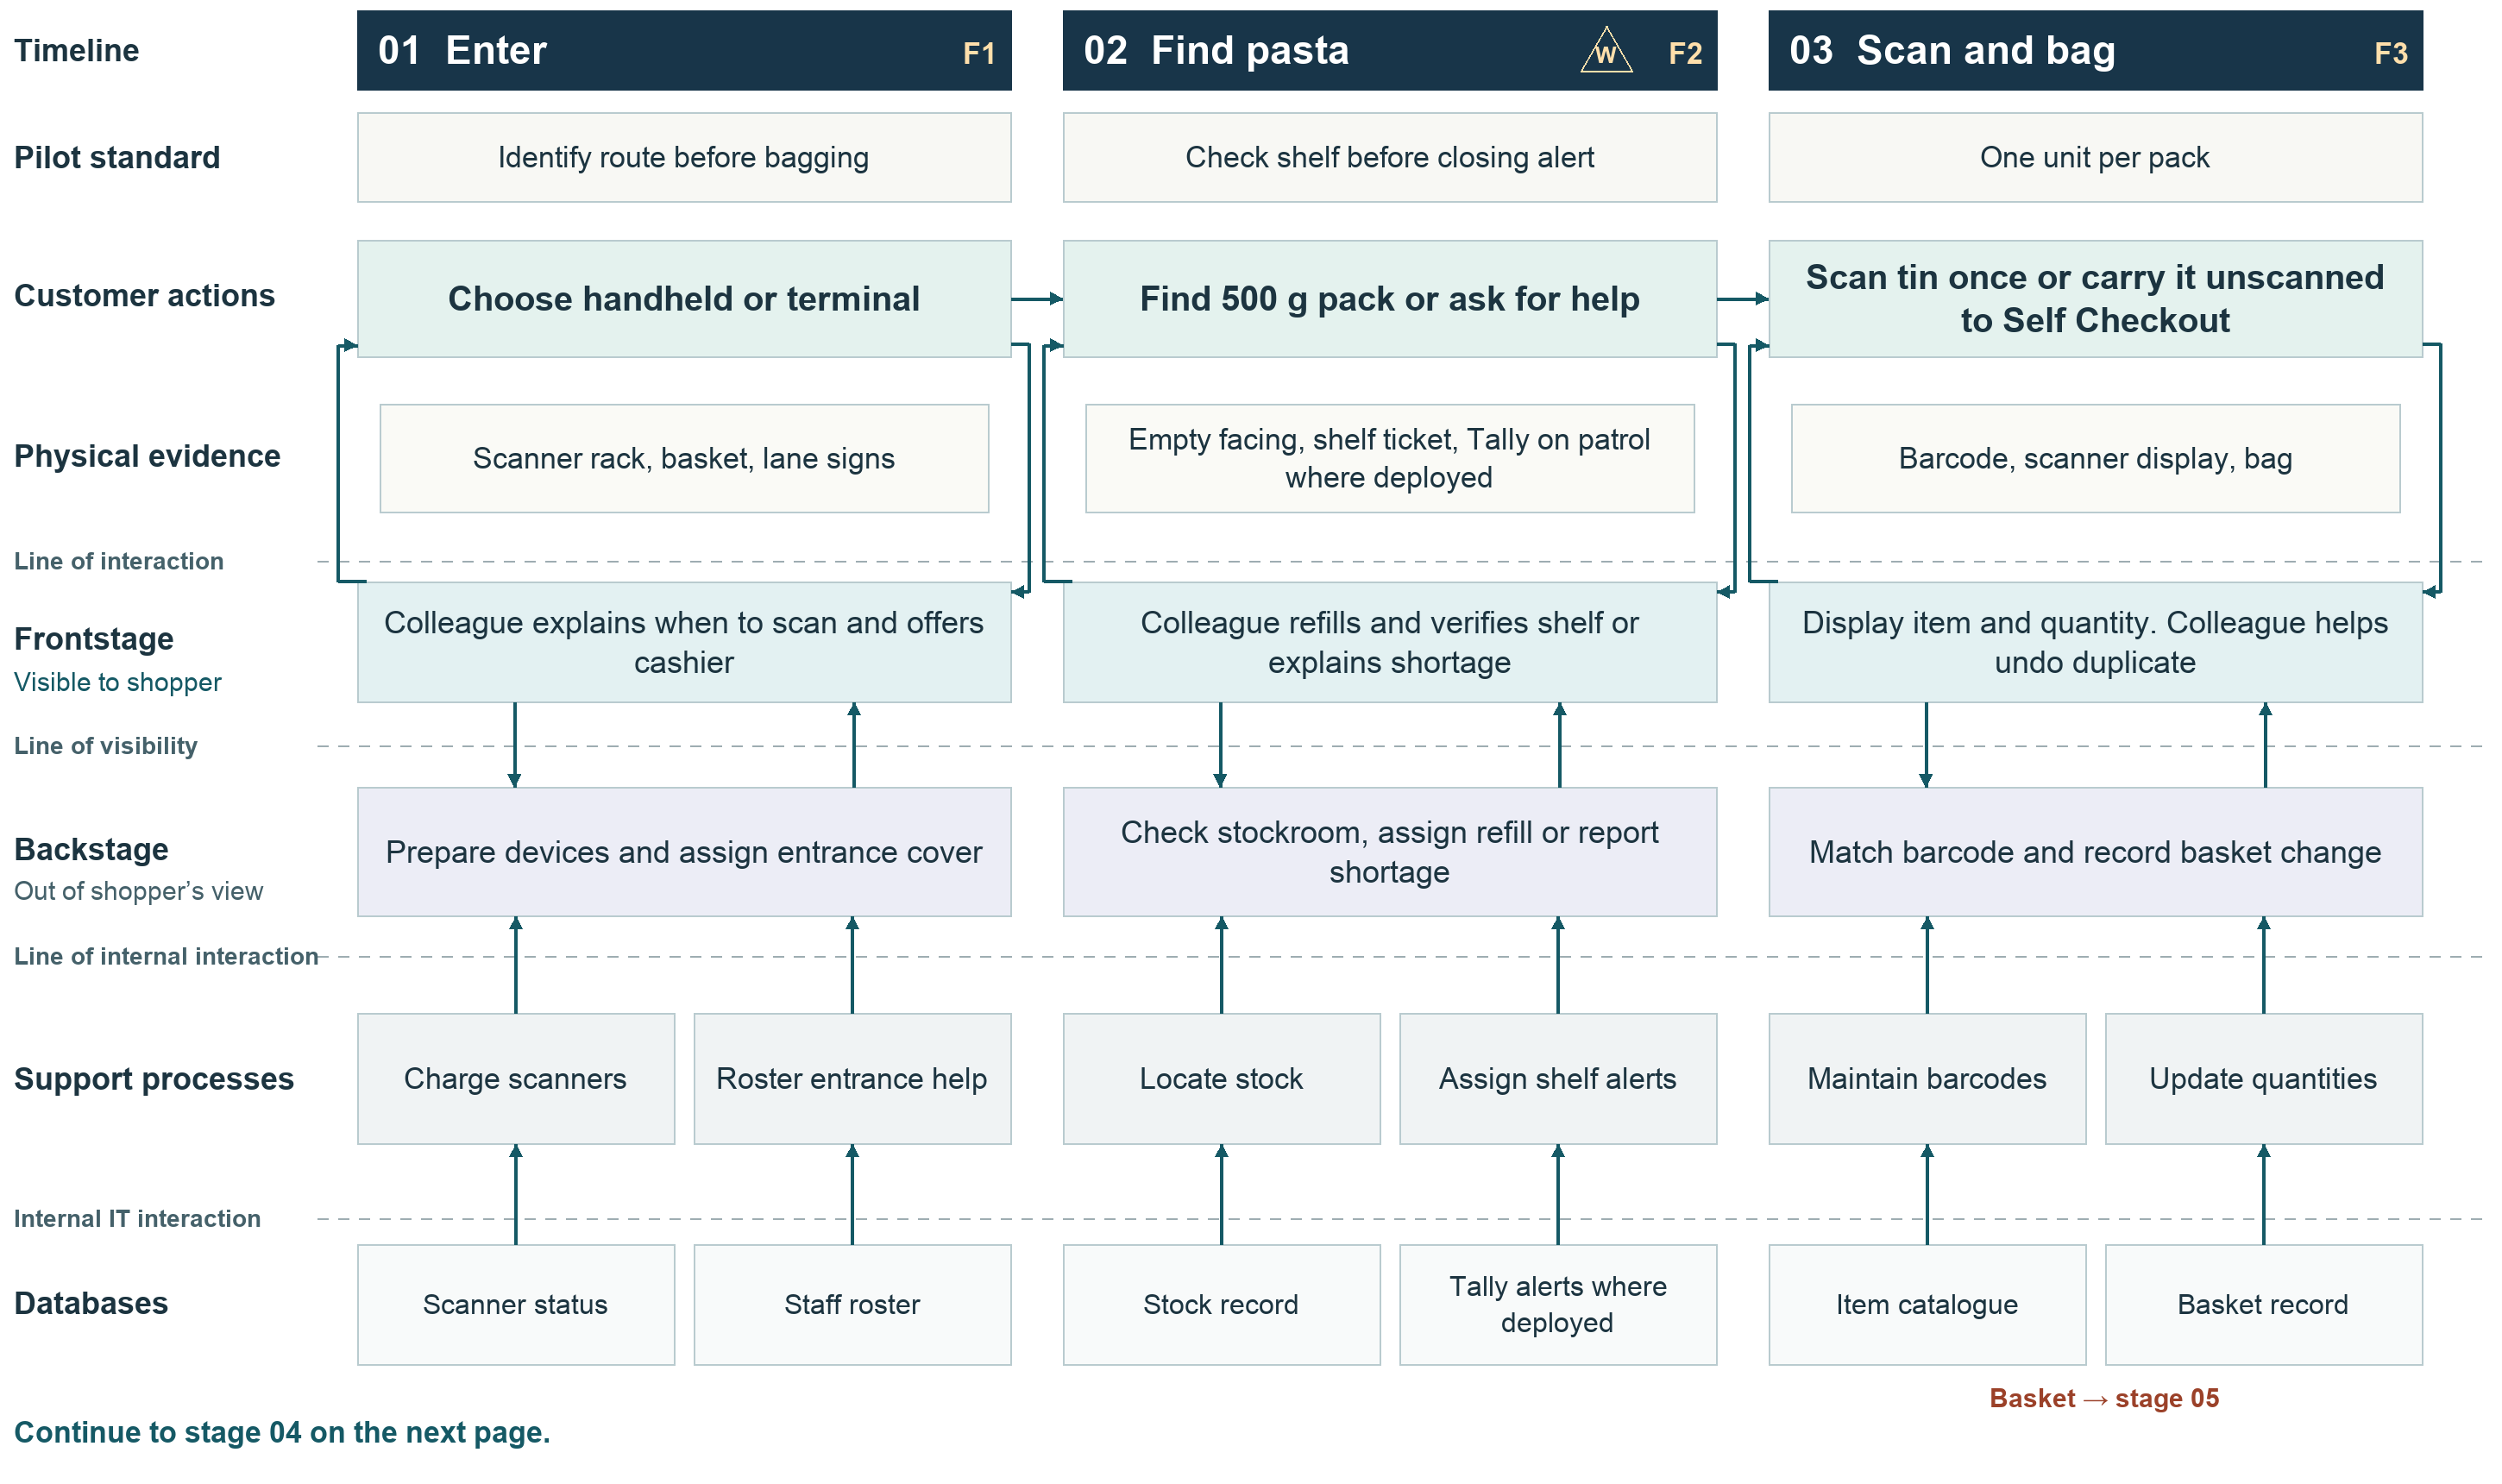 Timeline
01 Enter F1
02 Find pasta W F2
03 Scan and bag F3
Pilot standard
Identify route before bagging
Check shelf before closing alert
One unit per pack
Customer actions
Choose handheld or terminal
Find 500 g pack or ask for help
Scan tin once or carry it unscanned
to Self Checkout
Physical evidence
Scanner rack, basket, lane signs
Empty facing, shelf ticket, Tally on patrol
where deployed
Barcode, scanner display, bag
Line of interaction
Frontstage
Visible to shopper
Colleague explains when to scan and offers
cashier
Colleague refills and verifies shelf or
explains shortage
Display item and quantity. Colleague helps
undo duplicate
Line of visibility
Backstage
Out of shopper’s view
Prepare devices and assign entrance cover
Check stockroom, assign refill or report
shortage
Match barcode and record basket change
Line of internal interaction
Support processes
Charge scanners
Roster entrance help
Locate stock
Assign shelf alerts
Maintain barcodes
Update quantities
Internal IT interaction
Databases
Scanner status
Staff roster
Stock record
Tally alerts where
deployed
Item catalogue
Basket record
Basket → stage 05
Continue to stage 04 on the next page.